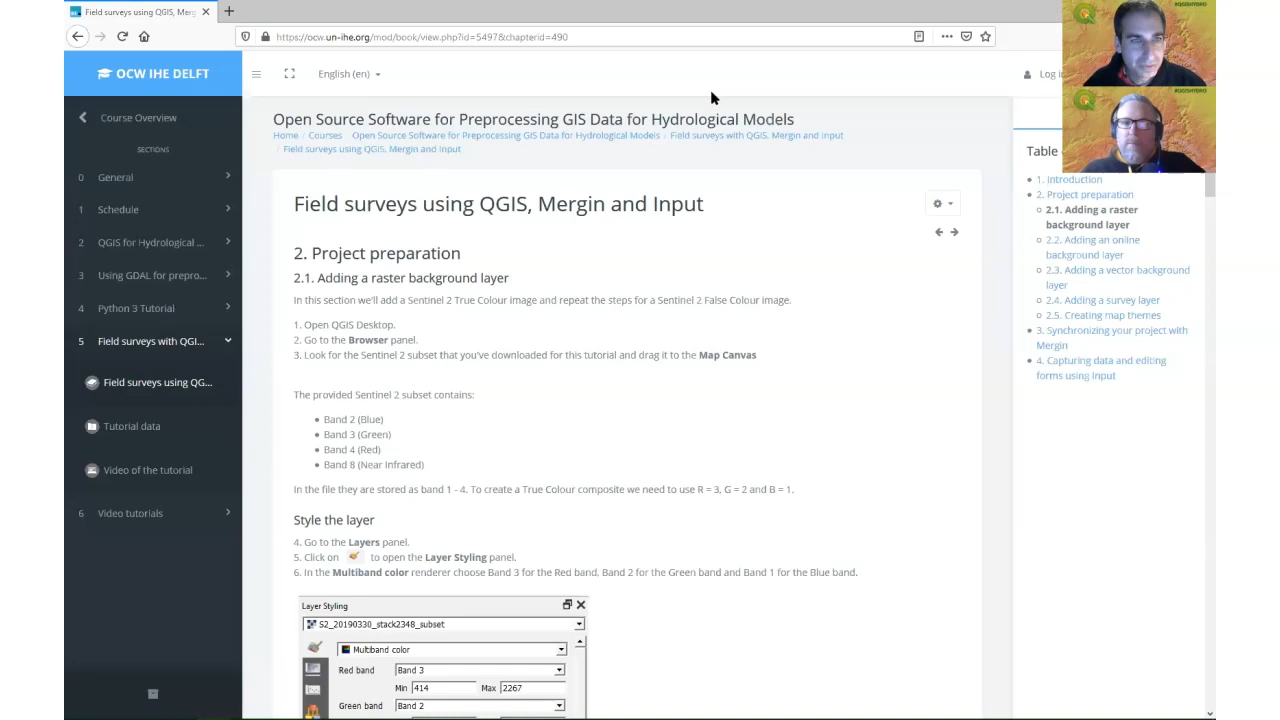 Field surveys using QGIS, Merg
https://ocw.un-ihe.org/mod/book/view.php?id=5497&chapterid=490
#QGISHYDRO
OCW IHE DELFT
English (en)
Log i
#QGISHYDRO
Course Overview
SECTIONS
0 General
1 Schedule
2 QGIS for Hydrological ...
3 Using GDAL for prepro...
4 Python 3 Tutorial
5 Field surveys with QGI...
Field surveys using QG...
Tutorial data
Video of the tutorial
6 Video tutorials
Open Source Software for Preprocessing GIS Data for Hydrological Models
Home / Courses / Open Source Software for Preprocessing GIS Data for Hydrological Models / Field surveys with QGIS. Mergin and Input
/ Field surveys using QGIS, Mergin and Input
Field surveys using QGIS, Mergin and Input
2. Project preparation
2.1. Adding a raster background layer
In this section we'll add a Sentinel 2 True Colour image and repeat the steps for a Sentinel 2 False Colour image.
1. Open QGIS Desktop.
2. Go to the Browser panel.
3. Look for the Sentinel 2 subset that you've downloaded for this tutorial and drag it to the Map Canvas
The provided Sentinel 2 subset contains:
Band 2 (Blue)
Band 3 (Green)
Band 4 (Red)
Band 8 (Near Infrared)
In the file they are stored as band 1 - 4. To create a True Colour composite we need to use R = 3, G = 2 and B = 1.
Style the layer
4. Go to the Layers panel.
5. Click on to open the Layer Styling panel.
6. In the Multiband color renderer choose Band 3 for the Red band, Band 2 for the Green band and Band 1 for the Blue band.
Layer Styling
S2_20190330_stack2348_subset
Multiband color
Red band Band 3
Min 414 Max 2267
Green band Band 2
Table
1. Introduction
2. Project preparation
2.1. Adding a raster
background layer
2.2. Adding an online
background layer
2.3. Adding a vector background
layer
2.4. Adding a survey layer
2.5. Creating map themes
3. Synchronizing your project with
Mergin
4. Capturing data and editing
forms using Input